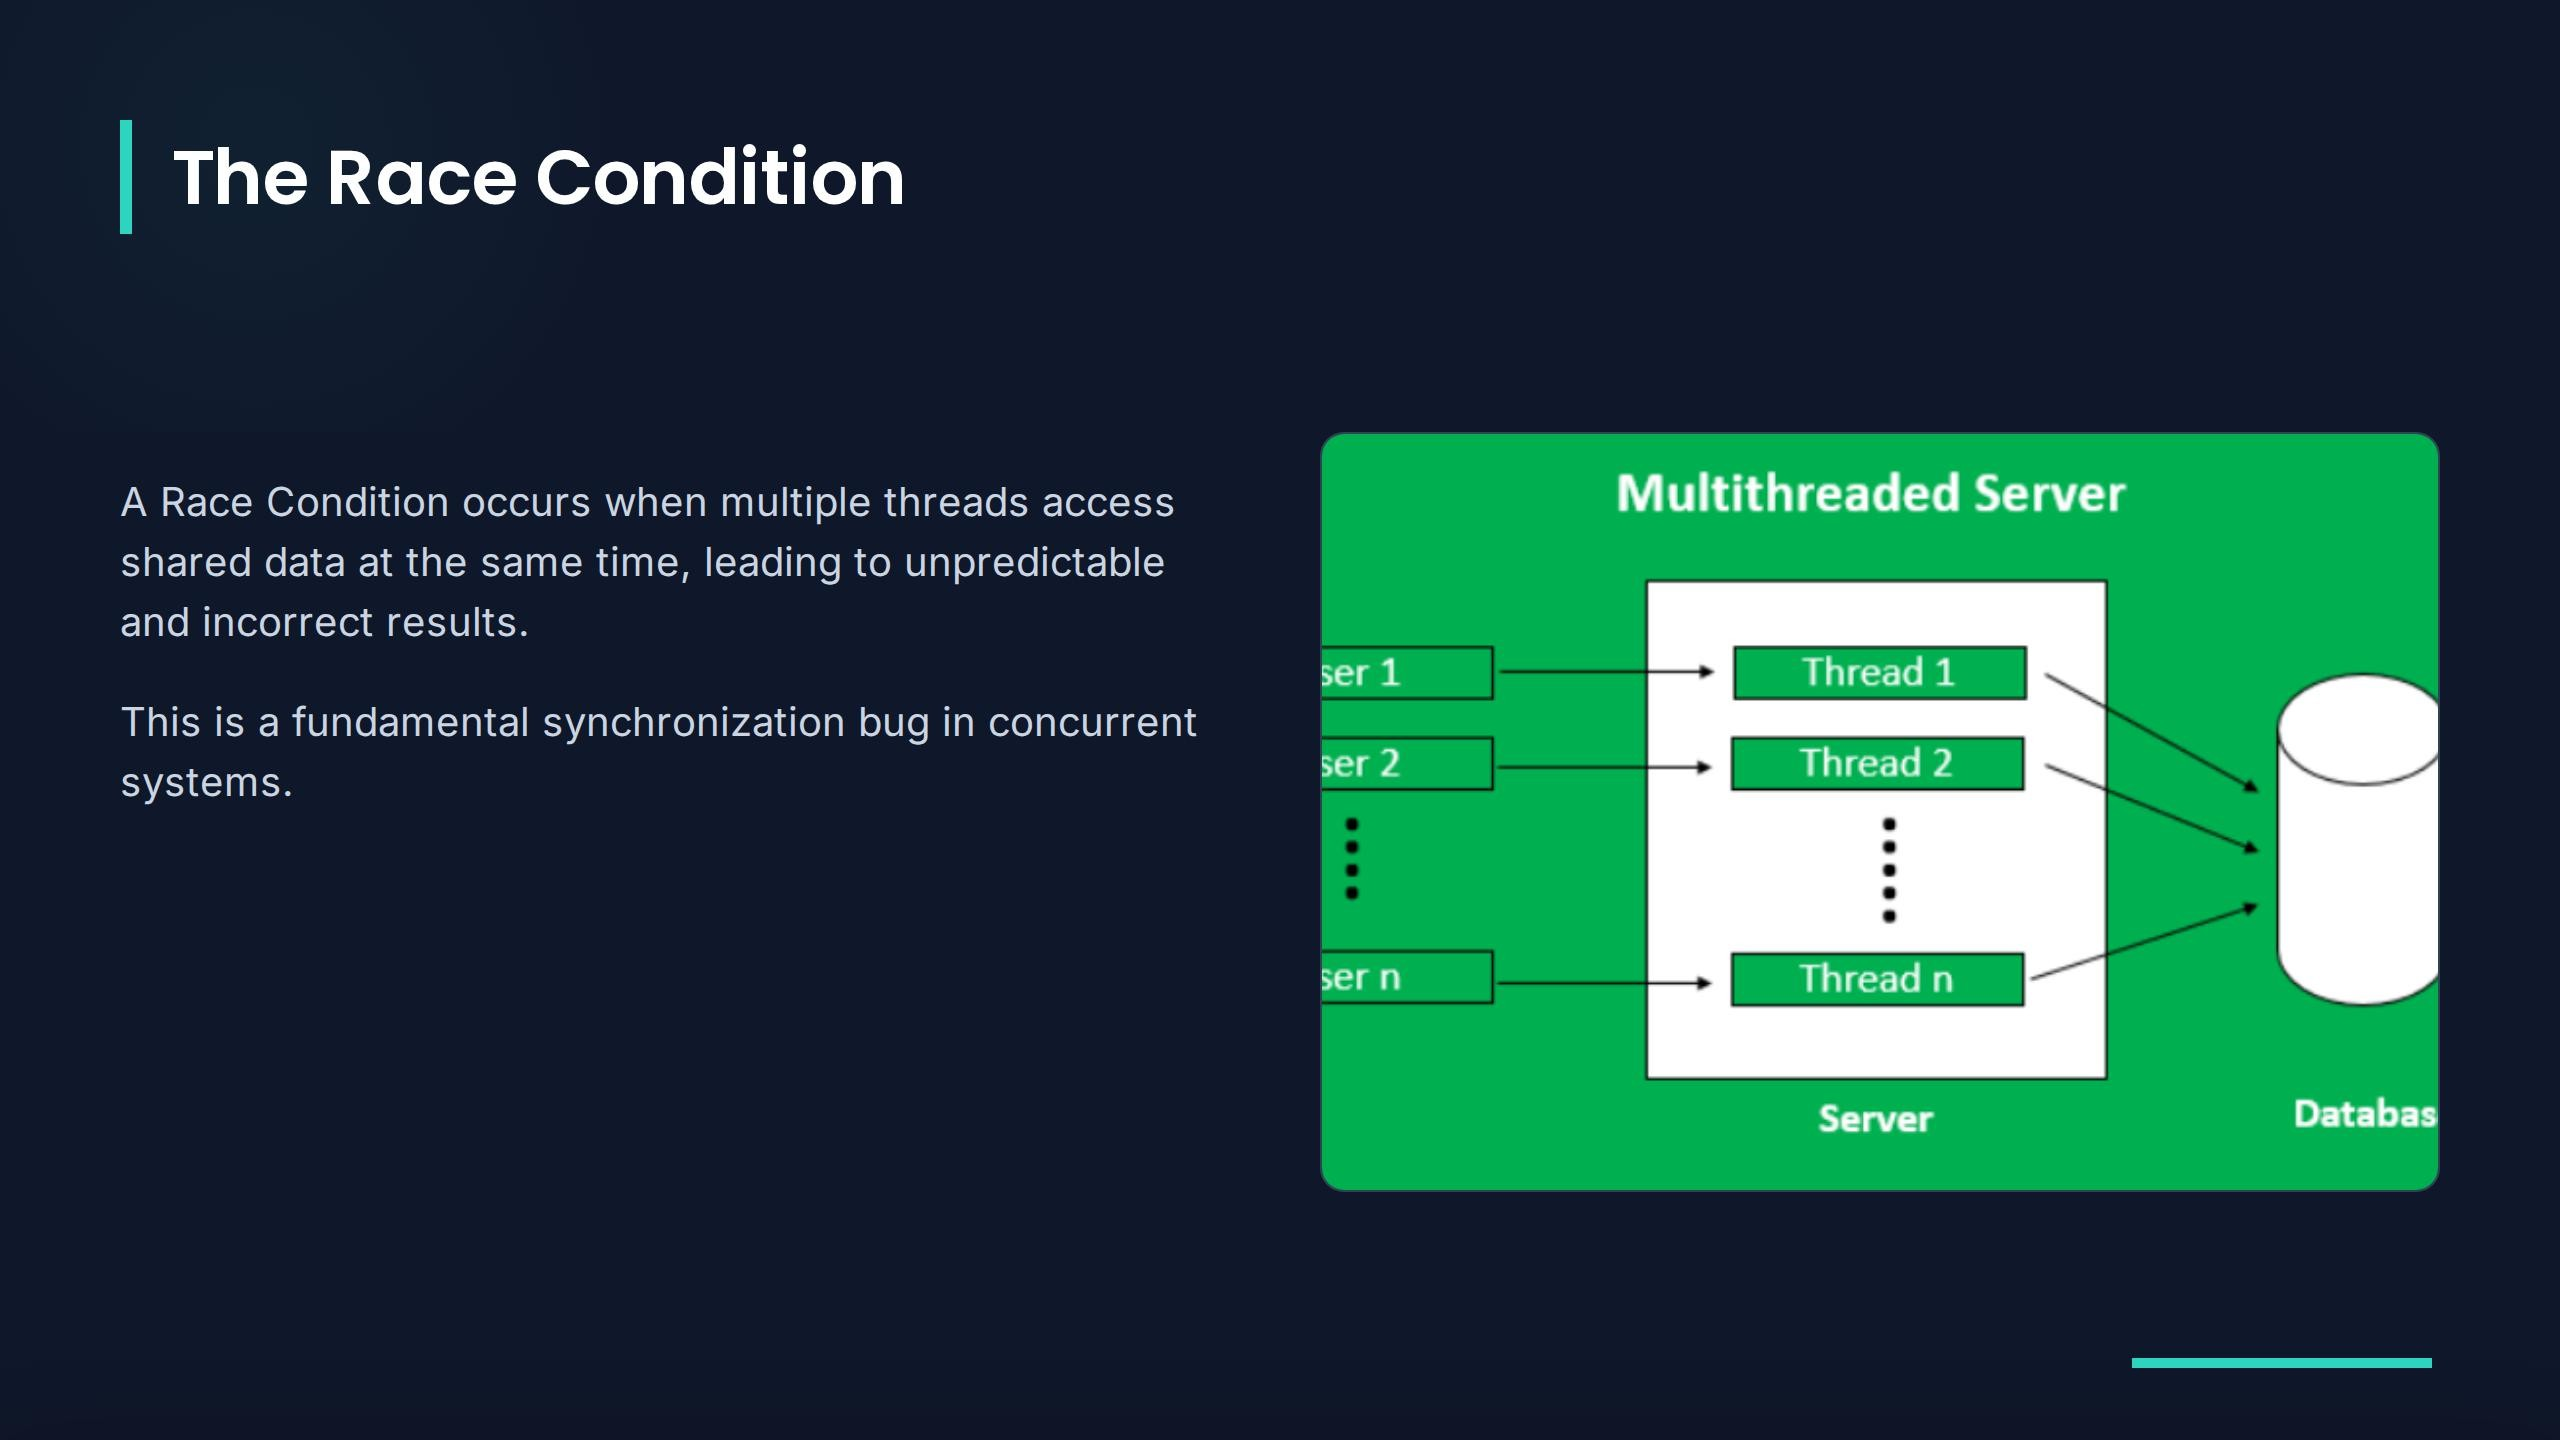 The Race Condition
A Race Condition occurs when multiple threads access
shared data at the same time, leading to unpredictable
and incorrect results.
This is a fundamental synchronization bug in concurrent
systems.
Multithreaded Server
ser 1
Thread 1
ser 2
Thread 2
ser n
Thread n
Server
Databas